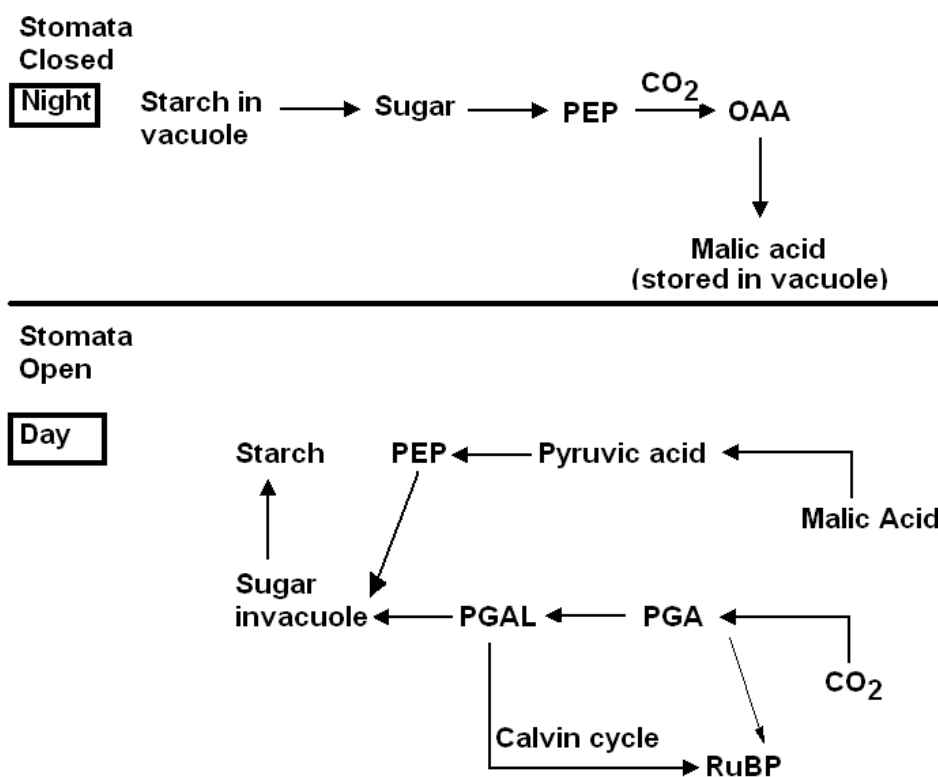 Stomata
Closed
Night
Starch in
vacuole
Sugar
PEP
CO2
OAA
Malic acid
(stored in vacuole)
Stomata
Open
Day
Starch
PEP
Pyruvic acid
Malic Acid
Sugar
invacuole
PGAL
PGA
CO2
Calvin cycle
RuBP